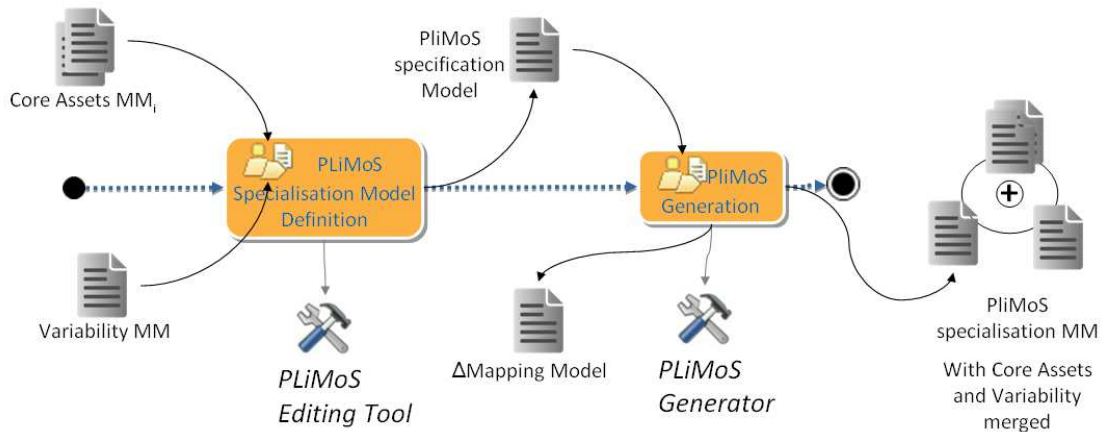 Core Assets MMi
PliMoS
specification
Model
PLiMoS
Specialisation Model
Definition
PLiMoS
Generation
Variability MM
PLiMoS
Editing Tool
ΔMapping Model
PLiMoS
Generator
PliMoS
specialisation MM
With Core Assets
and Variability
merged